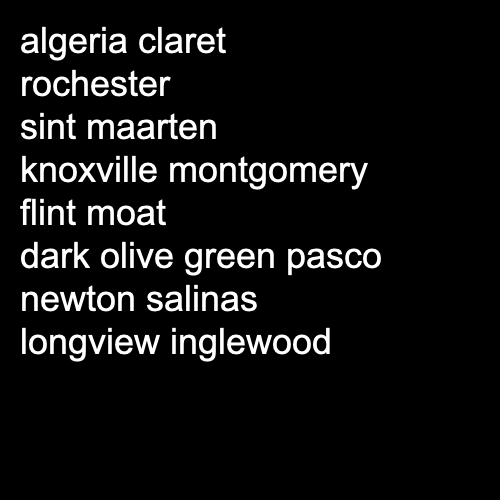 algeria claret
rochester
sint maarten
knoxville montgomery
flint moat
dark olive green pasco
newton salinas
longview inglewood